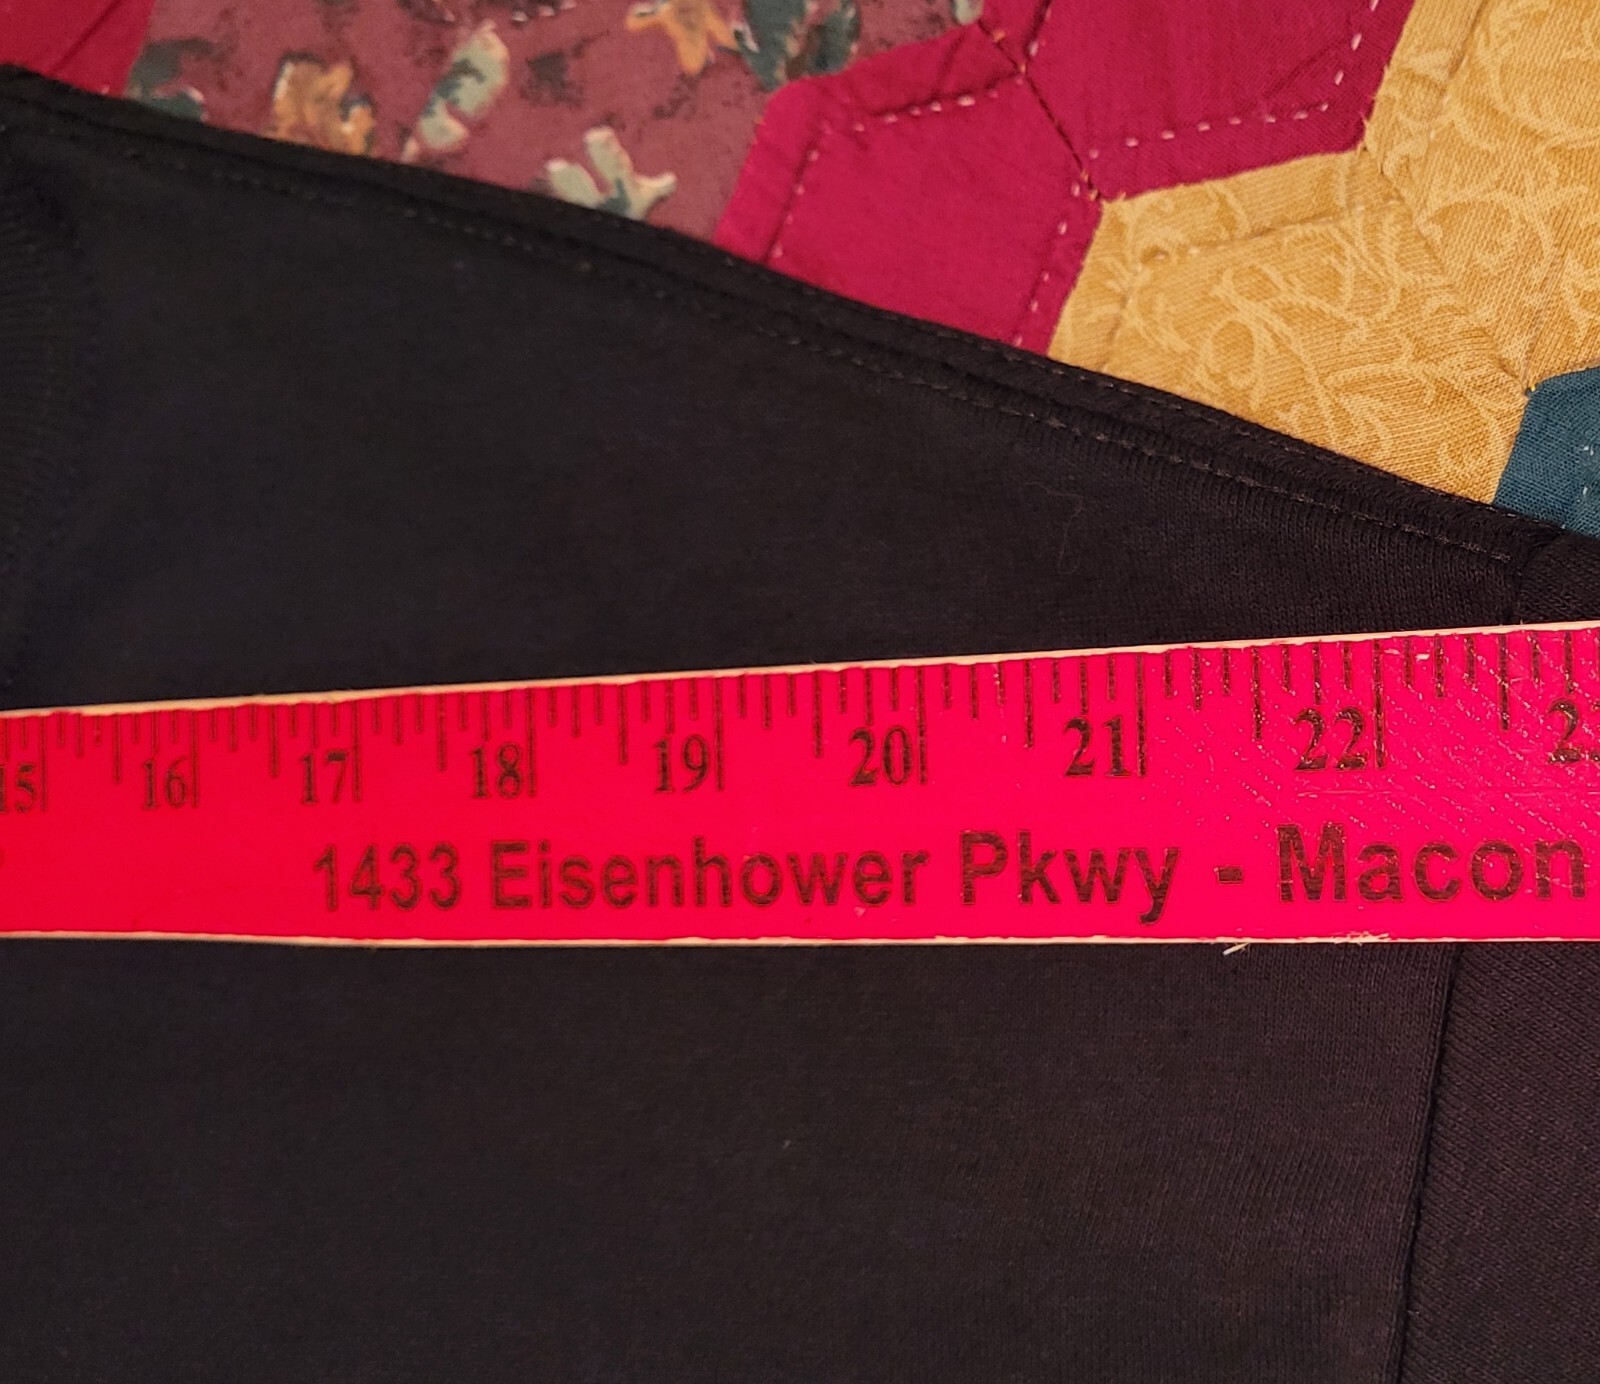 15 16 17 18 19 20 21 22
1433 Eisenhower Pkwy - Macon